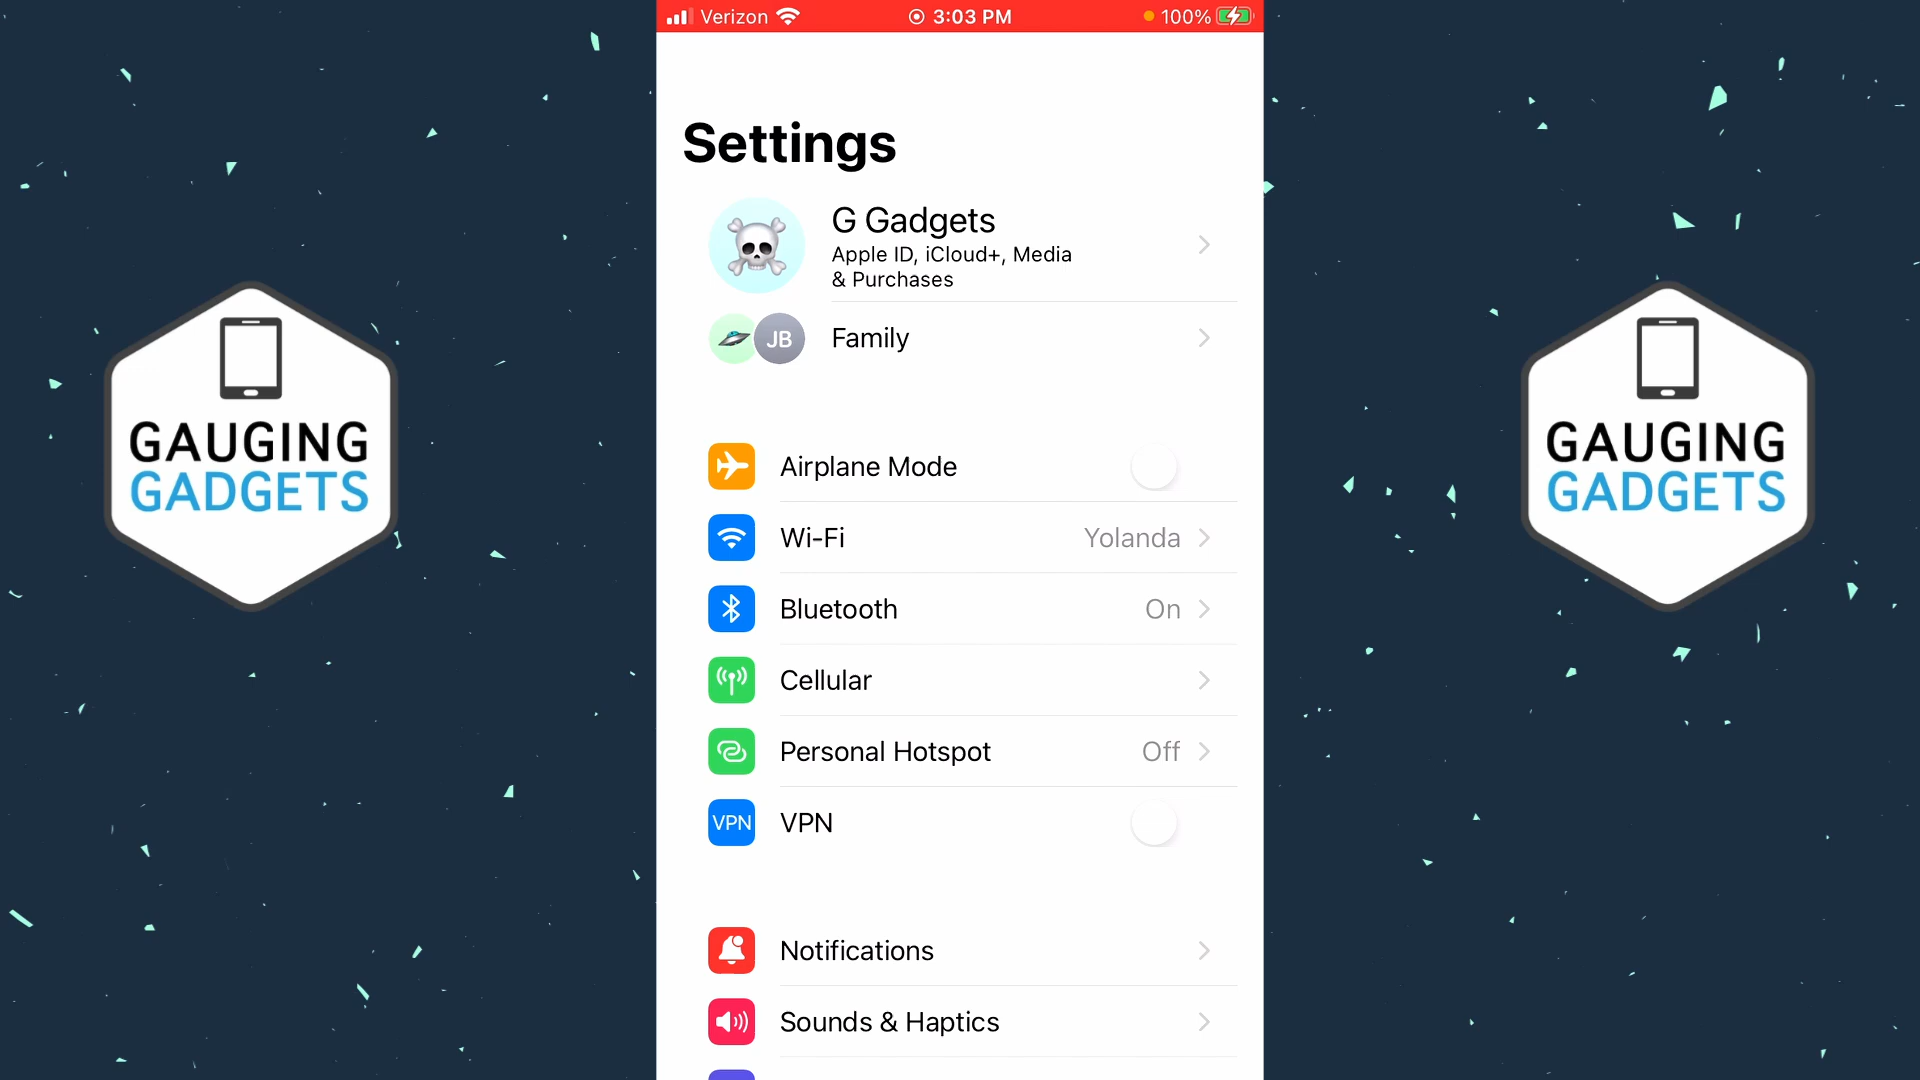 Verizon 3:03 PM 100%
Settings
G Gadgets
Apple ID, iCloud+, Media
& Purchases
JB Family
Airplane Mode
Wi-Fi Yolanda
Bluetooth On
Cellular
Personal Hotspot Off
VPN VPN
Notifications
Sounds & Haptics
GAUGING
GADGETS
GAUGING
GADGETS